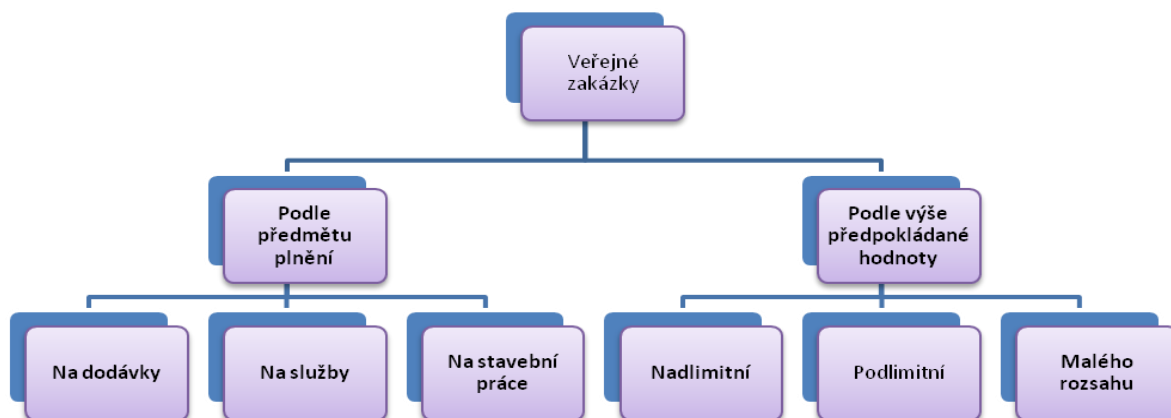 Veřejné
zakázky
Podle
předmětu
plnění
Podle výše
předpokládané
hodnoty
Na dodávky
Na služby
Na stavební
práce
Nadlimitní
Podlimitní
Malého
rozsahu